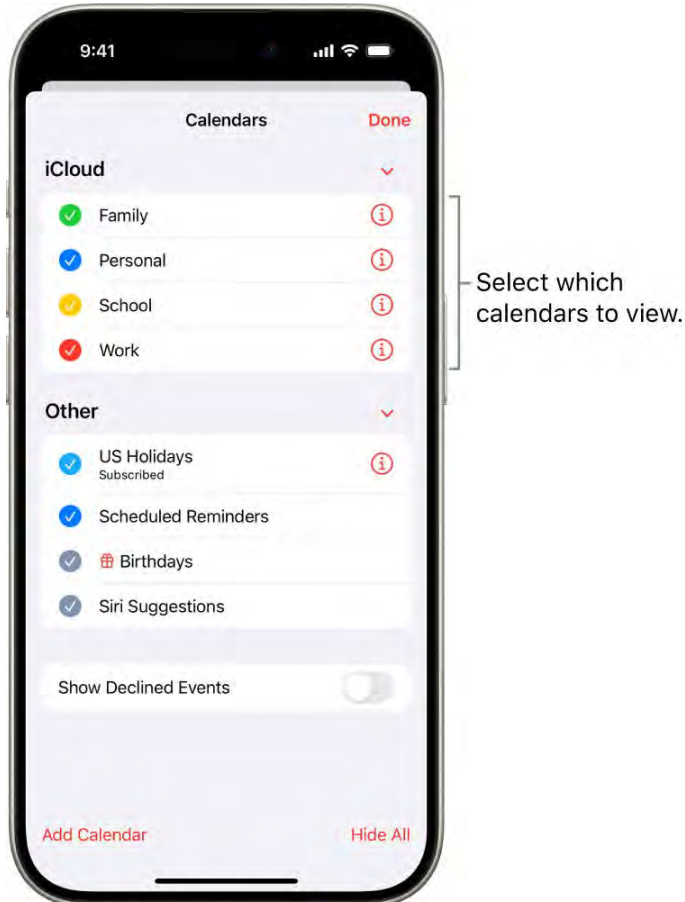 9:41
Calendars
Done
iCloud
Family
Personal
School
Work
Select which
calendars to view.
Other
US Holidays
Subscribed
Scheduled Reminders
Birthdays
Siri Suggestions
Show Declined Events
Add Calendar
Hide All